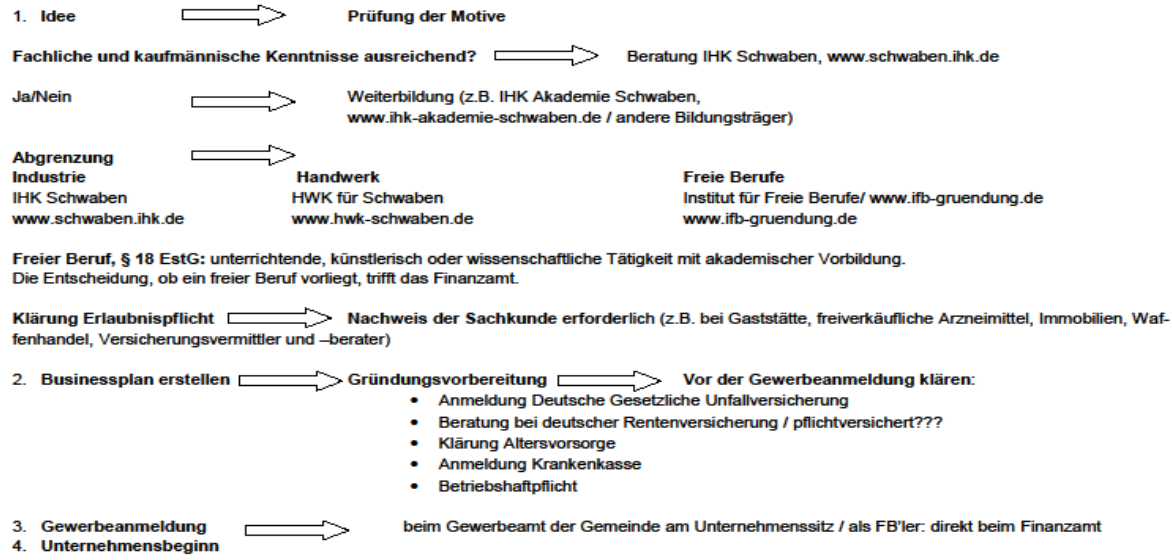 1. Idee Prüfung der Motive
Fachliche und kaufmännische Kenntnisse ausreichend? Beratung IHK Schwaben, www.schwaben.ihk.de
Ja/Nein Weiterbildung (z.B. IHK Akademie Schwaben,
www.ihk-akademie-schwaben.de / andere Bildungsträger)
Abgrenzung
Industrie Handwerk Freie Berufe
IHK Schwaben HWK für Schwaben Institut für Freie Berufe/ www.ifb-gruendung.de
www.schwaben.ihk.de www.hwk-schwaben.de www.ifb-gruendung.de
Freier Beruf, § 18 EstG: unterrichtende, künstlerisch oder wissenschaftliche Tätigkeit mit akademischer Vorbildung.
Die Entscheidung, ob ein freier Beruf vorliegt, trifft das Finanzamt.
Klärung Erlaubnispflicht Nachweis der Sachkunde erforderlich (z.B. bei Gaststätte, freiverkäufliche Arzneimittel, Immobilien, Waf-
fenhandel, Versicherungsvermittler und –berater)
2. Businessplan erstellen Gründungsvorbereitung Vor der Gewerbeanmeldung klären:
• Anmeldung Deutsche Gesetzliche Unfallversicherung
• Beratung bei deutscher Rentenversicherung / pflichtversichert???
• Klärung Altersvorsorge
• Anmeldung Krankenkasse
• Betriebshaftpflicht
3. Gewerbeanmeldung beim Gewerbeamt der Gemeinde am Unternehmenssitz / als FB'ler: direkt beim Finanzamt
4. Unternehmensbeginn